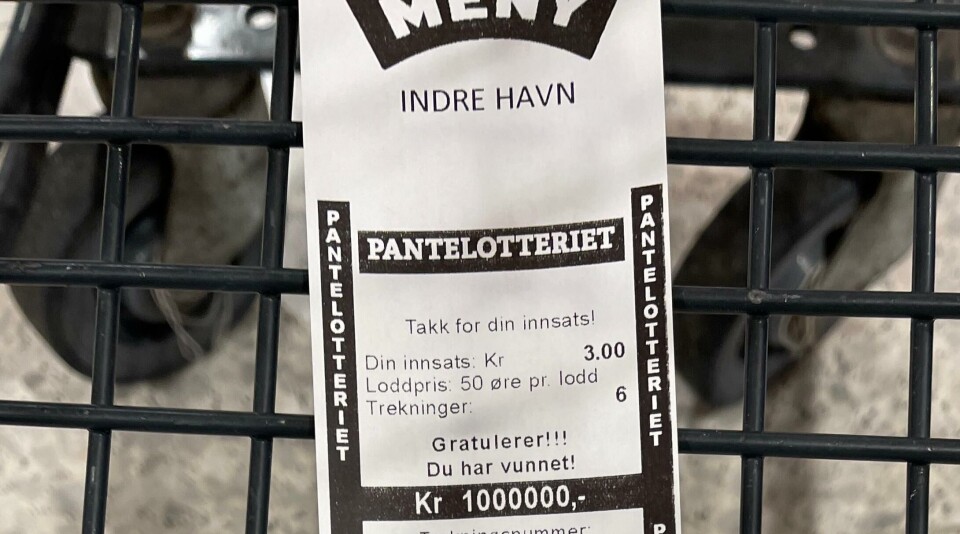 MENY
INDRE HAVN
PANTELOTTERIET
PANTELOTTERIET
PANTELOTTERIET
Takk for din innsats!
Din innsats: Kr 3.00
Loddpris: 50 øre pr. lodd
Trekninger: 6
Gratulerer!!!
Du har vunnet!
Kr 1000000,-
Trekningsnummer:
P